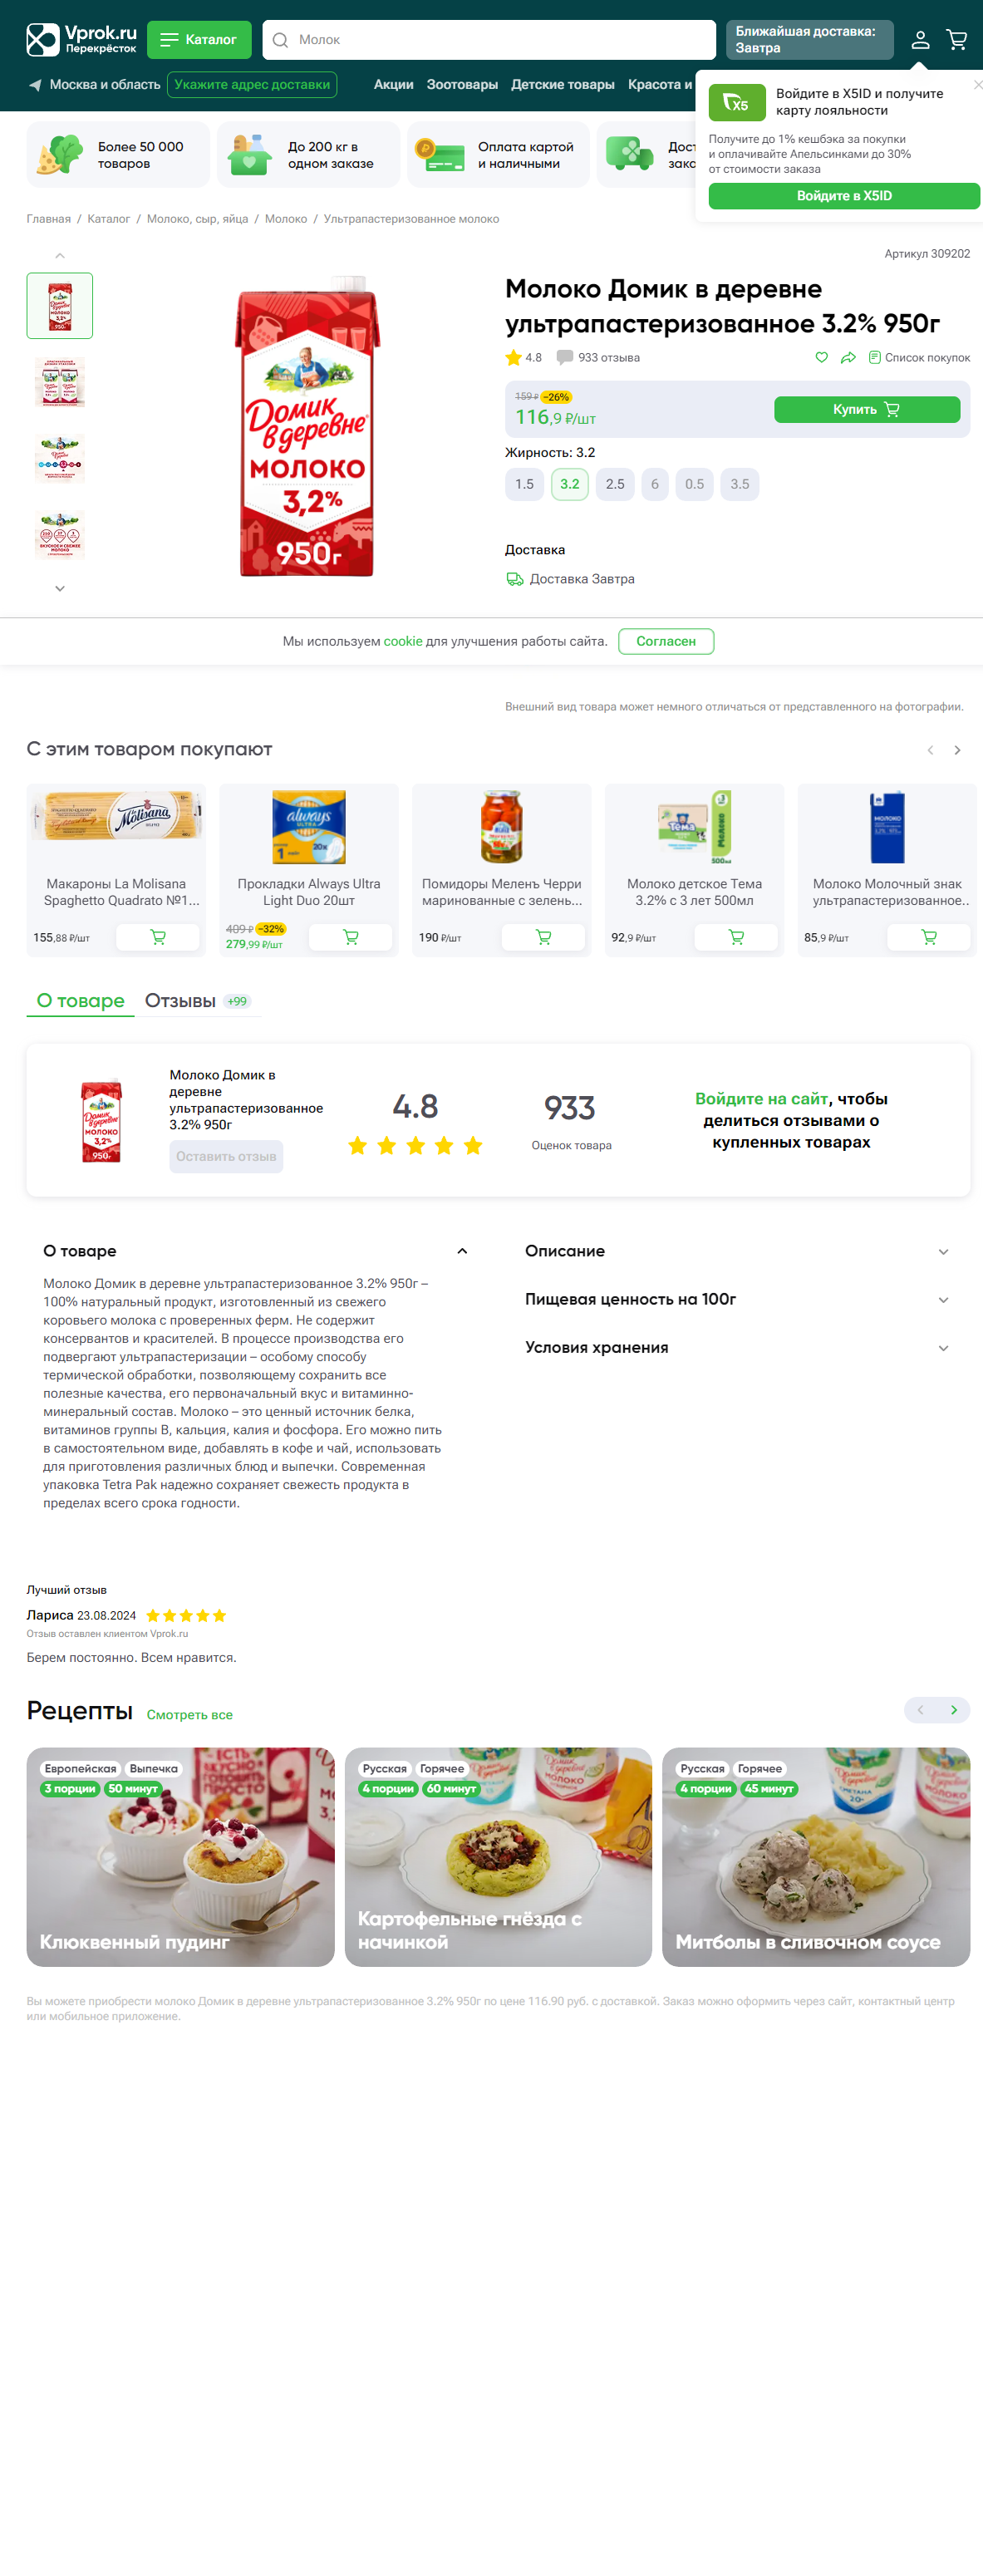 Vprok.ru
Перекрёсток
Каталог
Молок
Ближайшая доставка:
Завтра
Москва и область
Укажите адрес доставки
Акции
Зоотовары
Детские товары
Красота и
X5
Войдите в X5ID и получите
карту лояльности
Получите до 1% кешбэка за покупки
и оплачивайте Апельсинками до 30%
от стоимости заказа
Войдите в X5ID
Более 50 000
товаров
До 200 кг в
одном заказе
Оплата картой
и наличными
Дост
зака
Главная / Каталог / Молоко, сыр, яйца / Молоко / Ультрапастеризованное молоко
Артикул 309202
Домик
в деревне
МОЛОКО
3,2%
950г
Молоко Домик в деревне
ультрапастеризованное 3.2% 950г
4.8
933 отзыва
Список покупок
159 ₽
−26%
116,9 ₽/шт
Купить
Жирность: 3.2
1.5
3.2
2.5
6
0.5
3.5
Доставка
Доставка Завтра
Мы используем cookie для улучшения работы сайта.
Согласен
Внешний вид товара может немного отличаться от представленного на фотографии.
С этим товаром покупают
Макароны La Molisana
Spaghetto Quadrato №1...
155,88 ₽/шт
Прокладки Always Ultra
Light Duo 20шт
409 ₽
−32%
279,99 ₽/шт
Помидоры Меленъ Черри
маринованные с зелень...
190 ₽/шт
Молоко детское Тема
3.2% с 3 лет 500мл
92,9 ₽/шт
Молоко Молочный знак
ультрапастеризованное..
85,9 ₽/шт
О товаре
Отзывы
+99
Молоко Домик в
деревне
ультрапастеризованное
3.2% 950г
Оставить отзыв
4.8
933
Оценок товара
Войдите на сайт, чтобы
делиться отзывами о
купленных товарах
О товаре
Молоко Домик в деревне ультрапастеризованное 3.2% 950г –
100% натуральный продукт, изготовленный из свежего
коровьего молока с проверенных ферм. Не содержит
консервантов и красителей. В процессе производства его
подвергают ультрапастеризации – особому способу
термической обработки, позволяющему сохранить все
полезные качества, его первоначальный вкус и витаминно-
минеральный состав. Молоко – это ценный источник белка,
витаминов группы В, кальция, калия и фосфора. Его можно пить
в самостоятельном виде, добавлять в кофе и чай, использовать
для приготовления различных блюд и выпечки. Современная
упаковка Tetra Pak надежно сохраняет свежесть продукта в
пределах всего срока годности.
Описание
Пищевая ценность на 100г
Условия хранения
Лучший отзыв
Лариса 23.08.2024
Отзыв оставлен клиентом Vprok.ru
Берем постоянно. Всем нравится.
Рецепты
Смотреть все
Европейская
Выпечка
3 порции
50 минут
Клюквенный пудинг
Русская
Горячее
4 порции
60 минут
Картофельные гнёзда с
начинкой
Русская
Горячее
4 порции
45 минут
Митболы в сливочном соусе
Вы можете приобрести молоко Домик в деревне ультрапастеризованное 3.2% 950г по цене 116.90 руб. с доставкой. Заказ можно оформить через сайт, контактный центр
или мобильное приложение.